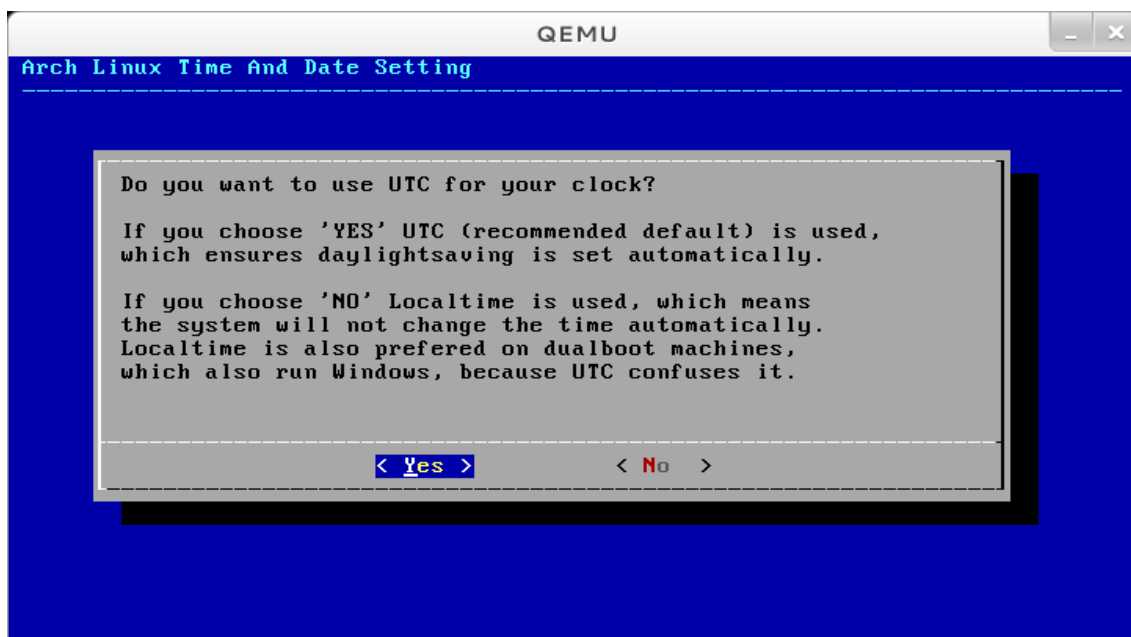 QEMU
Arch Linux Time And Date Setting
Do you want to use UTC for your clock?
If you choose 'YES' UTC (recommended default) is used,
which ensures daylightsaving is set automatically.
If you choose 'NO' Localtime is used, which means
the system will not change the time automatically.
Localtime is also prefered on dualboot machines,
which also run Windows, because UTC confuses it.
< Yes > < No >